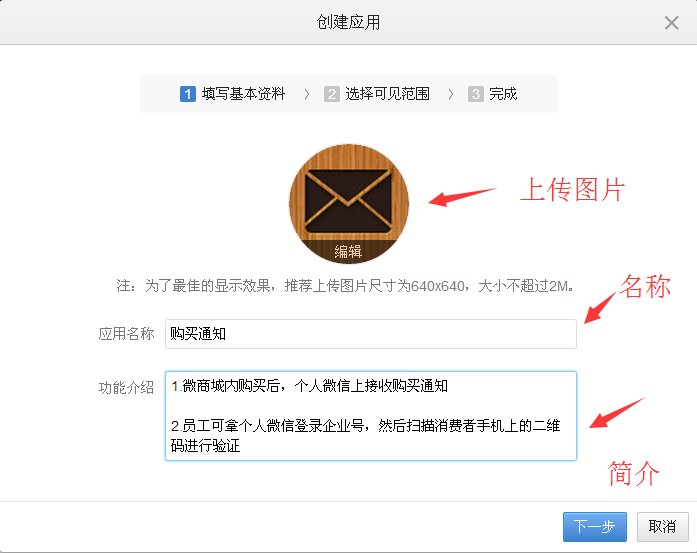 创建应用
1 填写基本资料 〉 2 选择可见范围 〉 3 完成
编辑
上传图片
注：为了最佳的显示效果，推荐上传图片尺寸为640x640，大小不超过2M。
名称
应用名称 购买通知
功能介绍 1.微商城内购买后，个人微信上接收购买通知
2.员工可拿个人微信登录企业号，然后扫描消费者手机上的二维
码进行验证
简介
下一步 取消